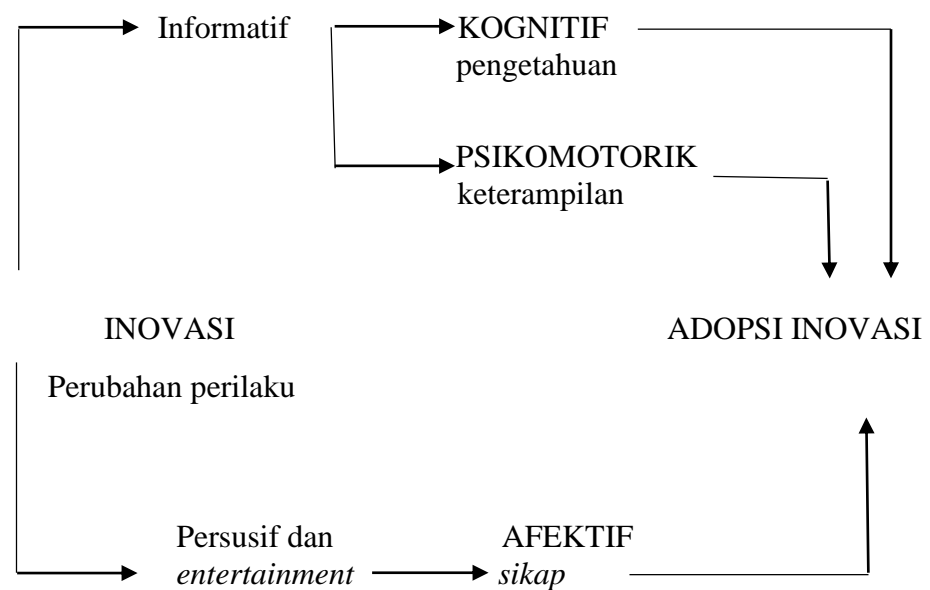 Informatif
KOGNITIF
pengetahuan
PSIKOMOTORIK
keterampilan
INOVASI
ADOPSI INOVASI
Perubahan perilaku
Persusif dan
entertainment
AFEKTIF
sikap